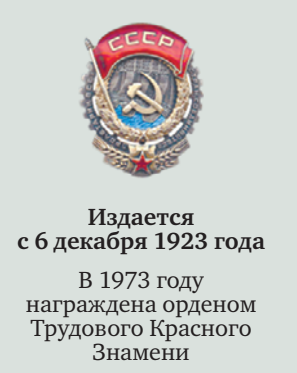 СССР
Издается
с 6 декабря 1923 года
В 1973 году
награждена орденом
Трудового Красного
Знамени